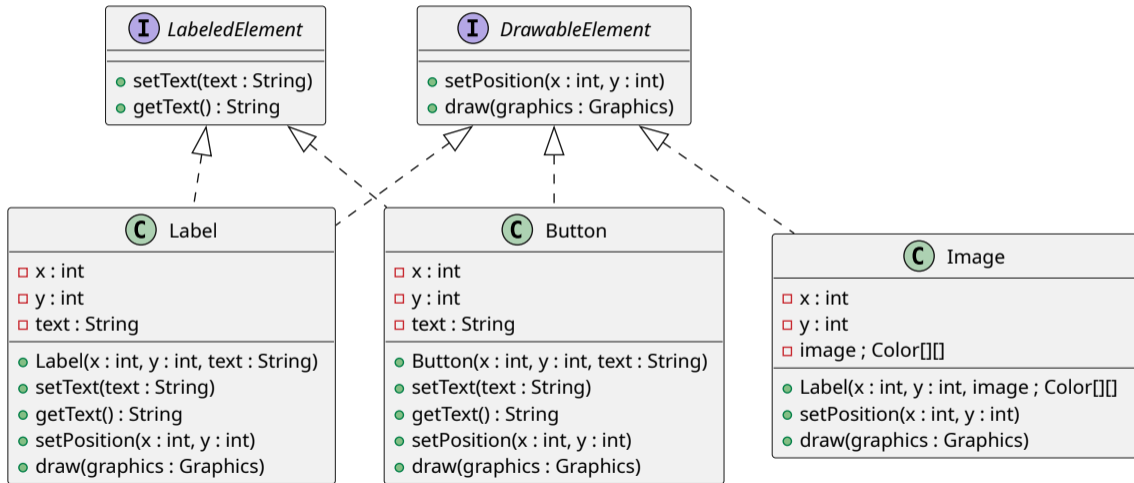 I LabeledElement
setText(text : String)
getText() : String
I DrawableElement
setPosition(x : int, y : int)
draw(graphics : Graphics)
C Label
x : int
y : int
text : String
Label(x : int, y : int, text : String)
setText(text : String)
getText() : String
setPosition(x : int, y : int)
draw(graphics : Graphics)
C Button
x : int
y : int
text : String
Button(x : int, y : int, text : String)
setText(text : String)
getText() : String
setPosition(x : int, y : int)
draw(graphics : Graphics)
C Image
x : int
y : int
image ; Color[][]
Label(x : int, y : int, image ; Color[][]
setPosition(x : int, y : int)
draw(graphics : Graphics)